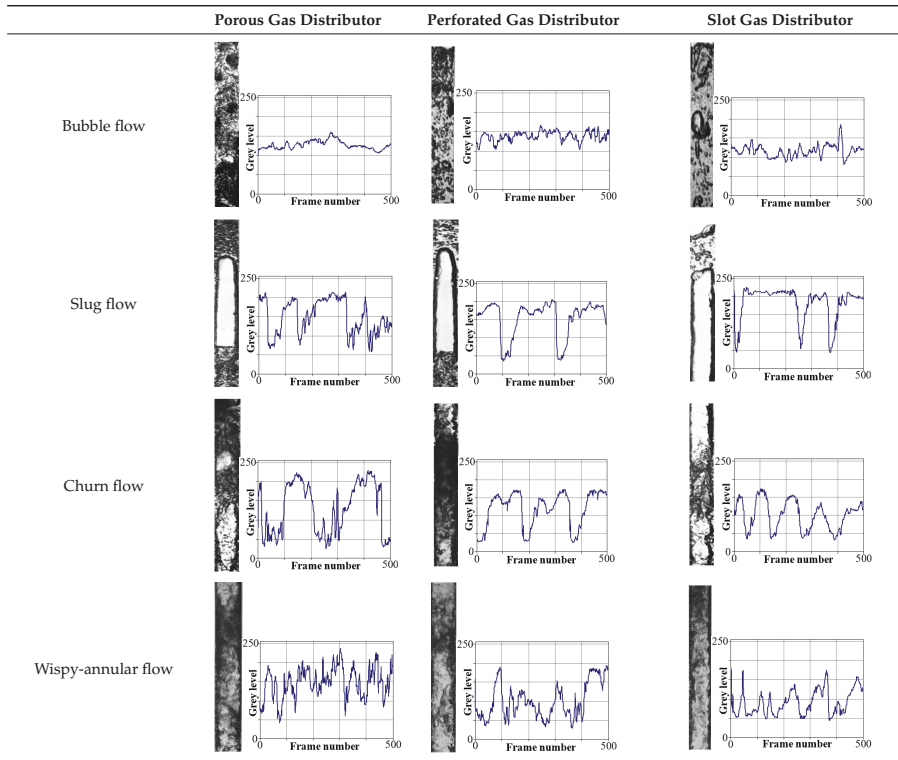 Porous Gas Distributor Perforated Gas Distributor Slot Gas Distributor
Bubble flow
250
Grey level
0
0 Frame number 500
250
Grey level
0
0 Frame number 500
250
Grey level
0
0 Frame number 500
Slug flow
250
Grey level
0
0 Frame number 500
250
Grey level
0
0 Frame number 500
250
Grey level
0
0 Frame number 500
Churn flow
250
Grey level
0
0 Frame number 500
250
Grey level
0
0 Frame number 500
250
Grey level
0
0 Frame number 500
Wispy-annular flow
250
Grey level
0
0 Frame number 500
250
Grey level
0
0 Frame number 500
250
Grey level
0
0 Frame number 500